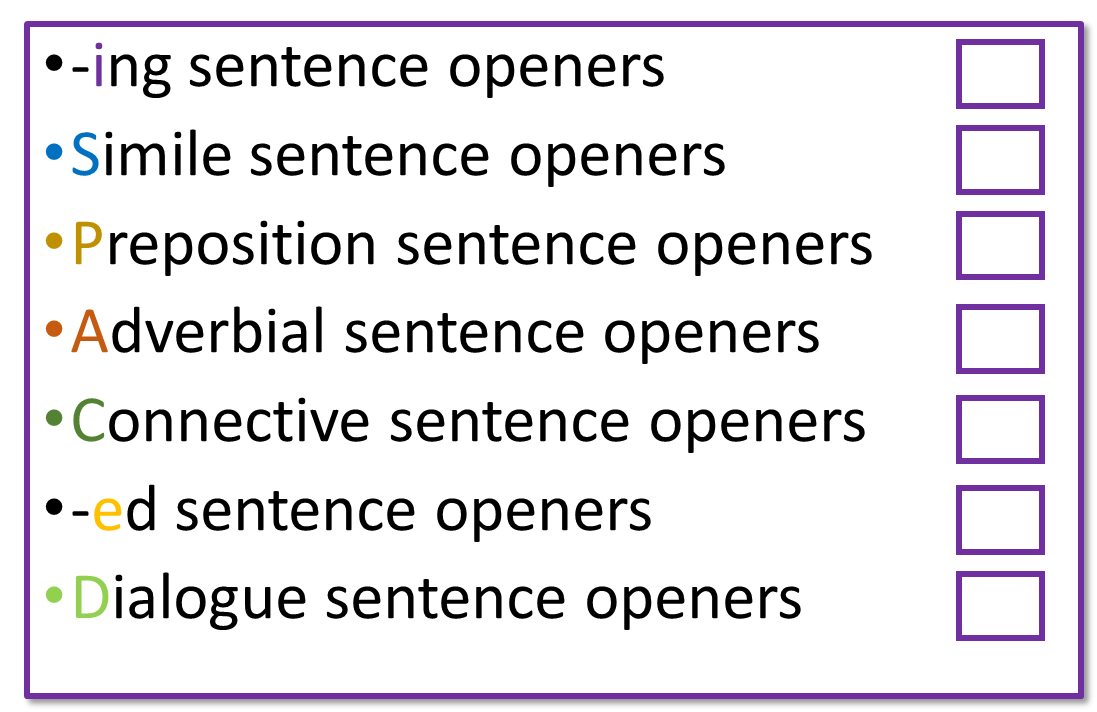 •-ing sentence openers
•Simile sentence openers
•Preposition sentence openers
•Adverbial sentence openers
•Connective sentence openers
•-ed sentence openers
•Dialogue sentence openers